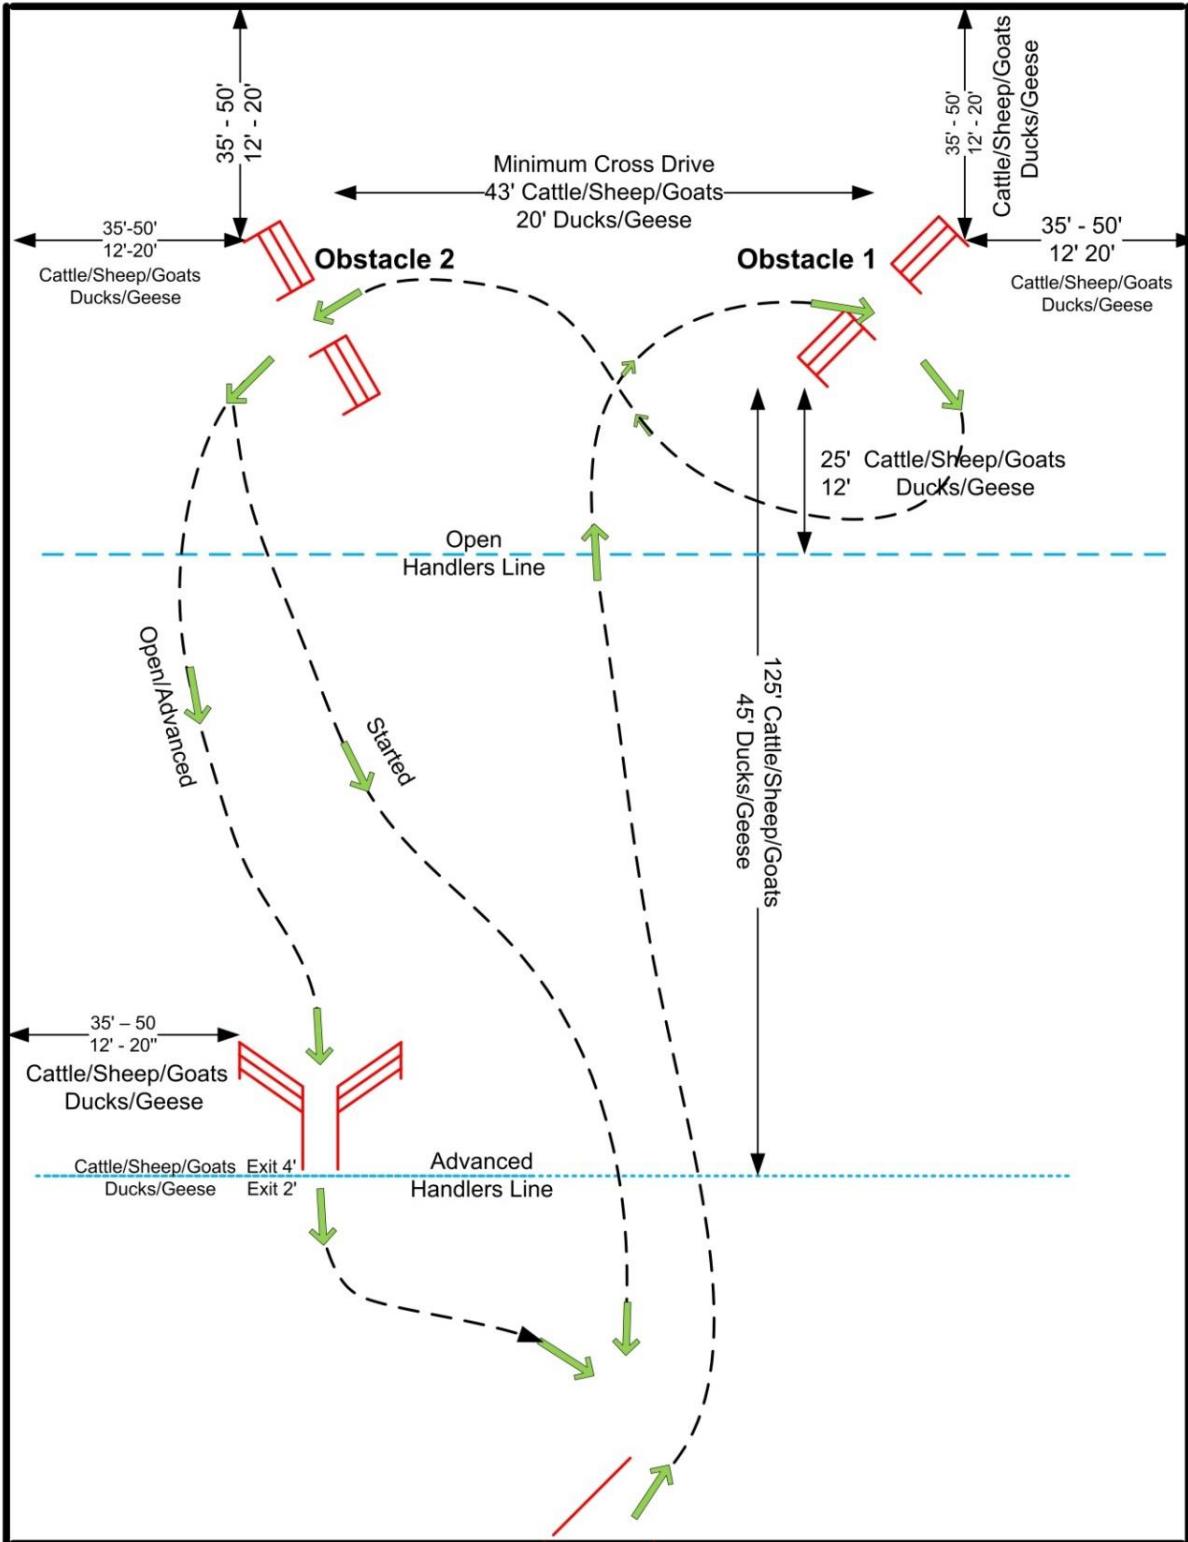 35' - 50'
12' - 20'
35' - 50'
12' - 20'
Cattle/Sheep/Goats
Ducks/Geese
Minimum Cross Drive
43' Cattle/Sheep/Goats
20' Ducks/Geese
35'-50'
12'-20'
Cattle/Sheep/Goats
Ducks/Geese
Obstacle 2
Obstacle 1
35' - 50'
12' 20'
Cattle/Sheep/Goats
Ducks/Geese
25' Cattle/Sheep/Goats
12' Ducks/Geese
Open
Handlers Line
Open/Advanced
Started
125' Cattle/Sheep/Goats
45' Ducks/Geese
35' – 50
12' - 20"
Cattle/Sheep/Goats
Ducks/Geese
Cattle/Sheep/Goats Exit 4'
Ducks/Geese Exit 2'
Advanced
Handlers Line